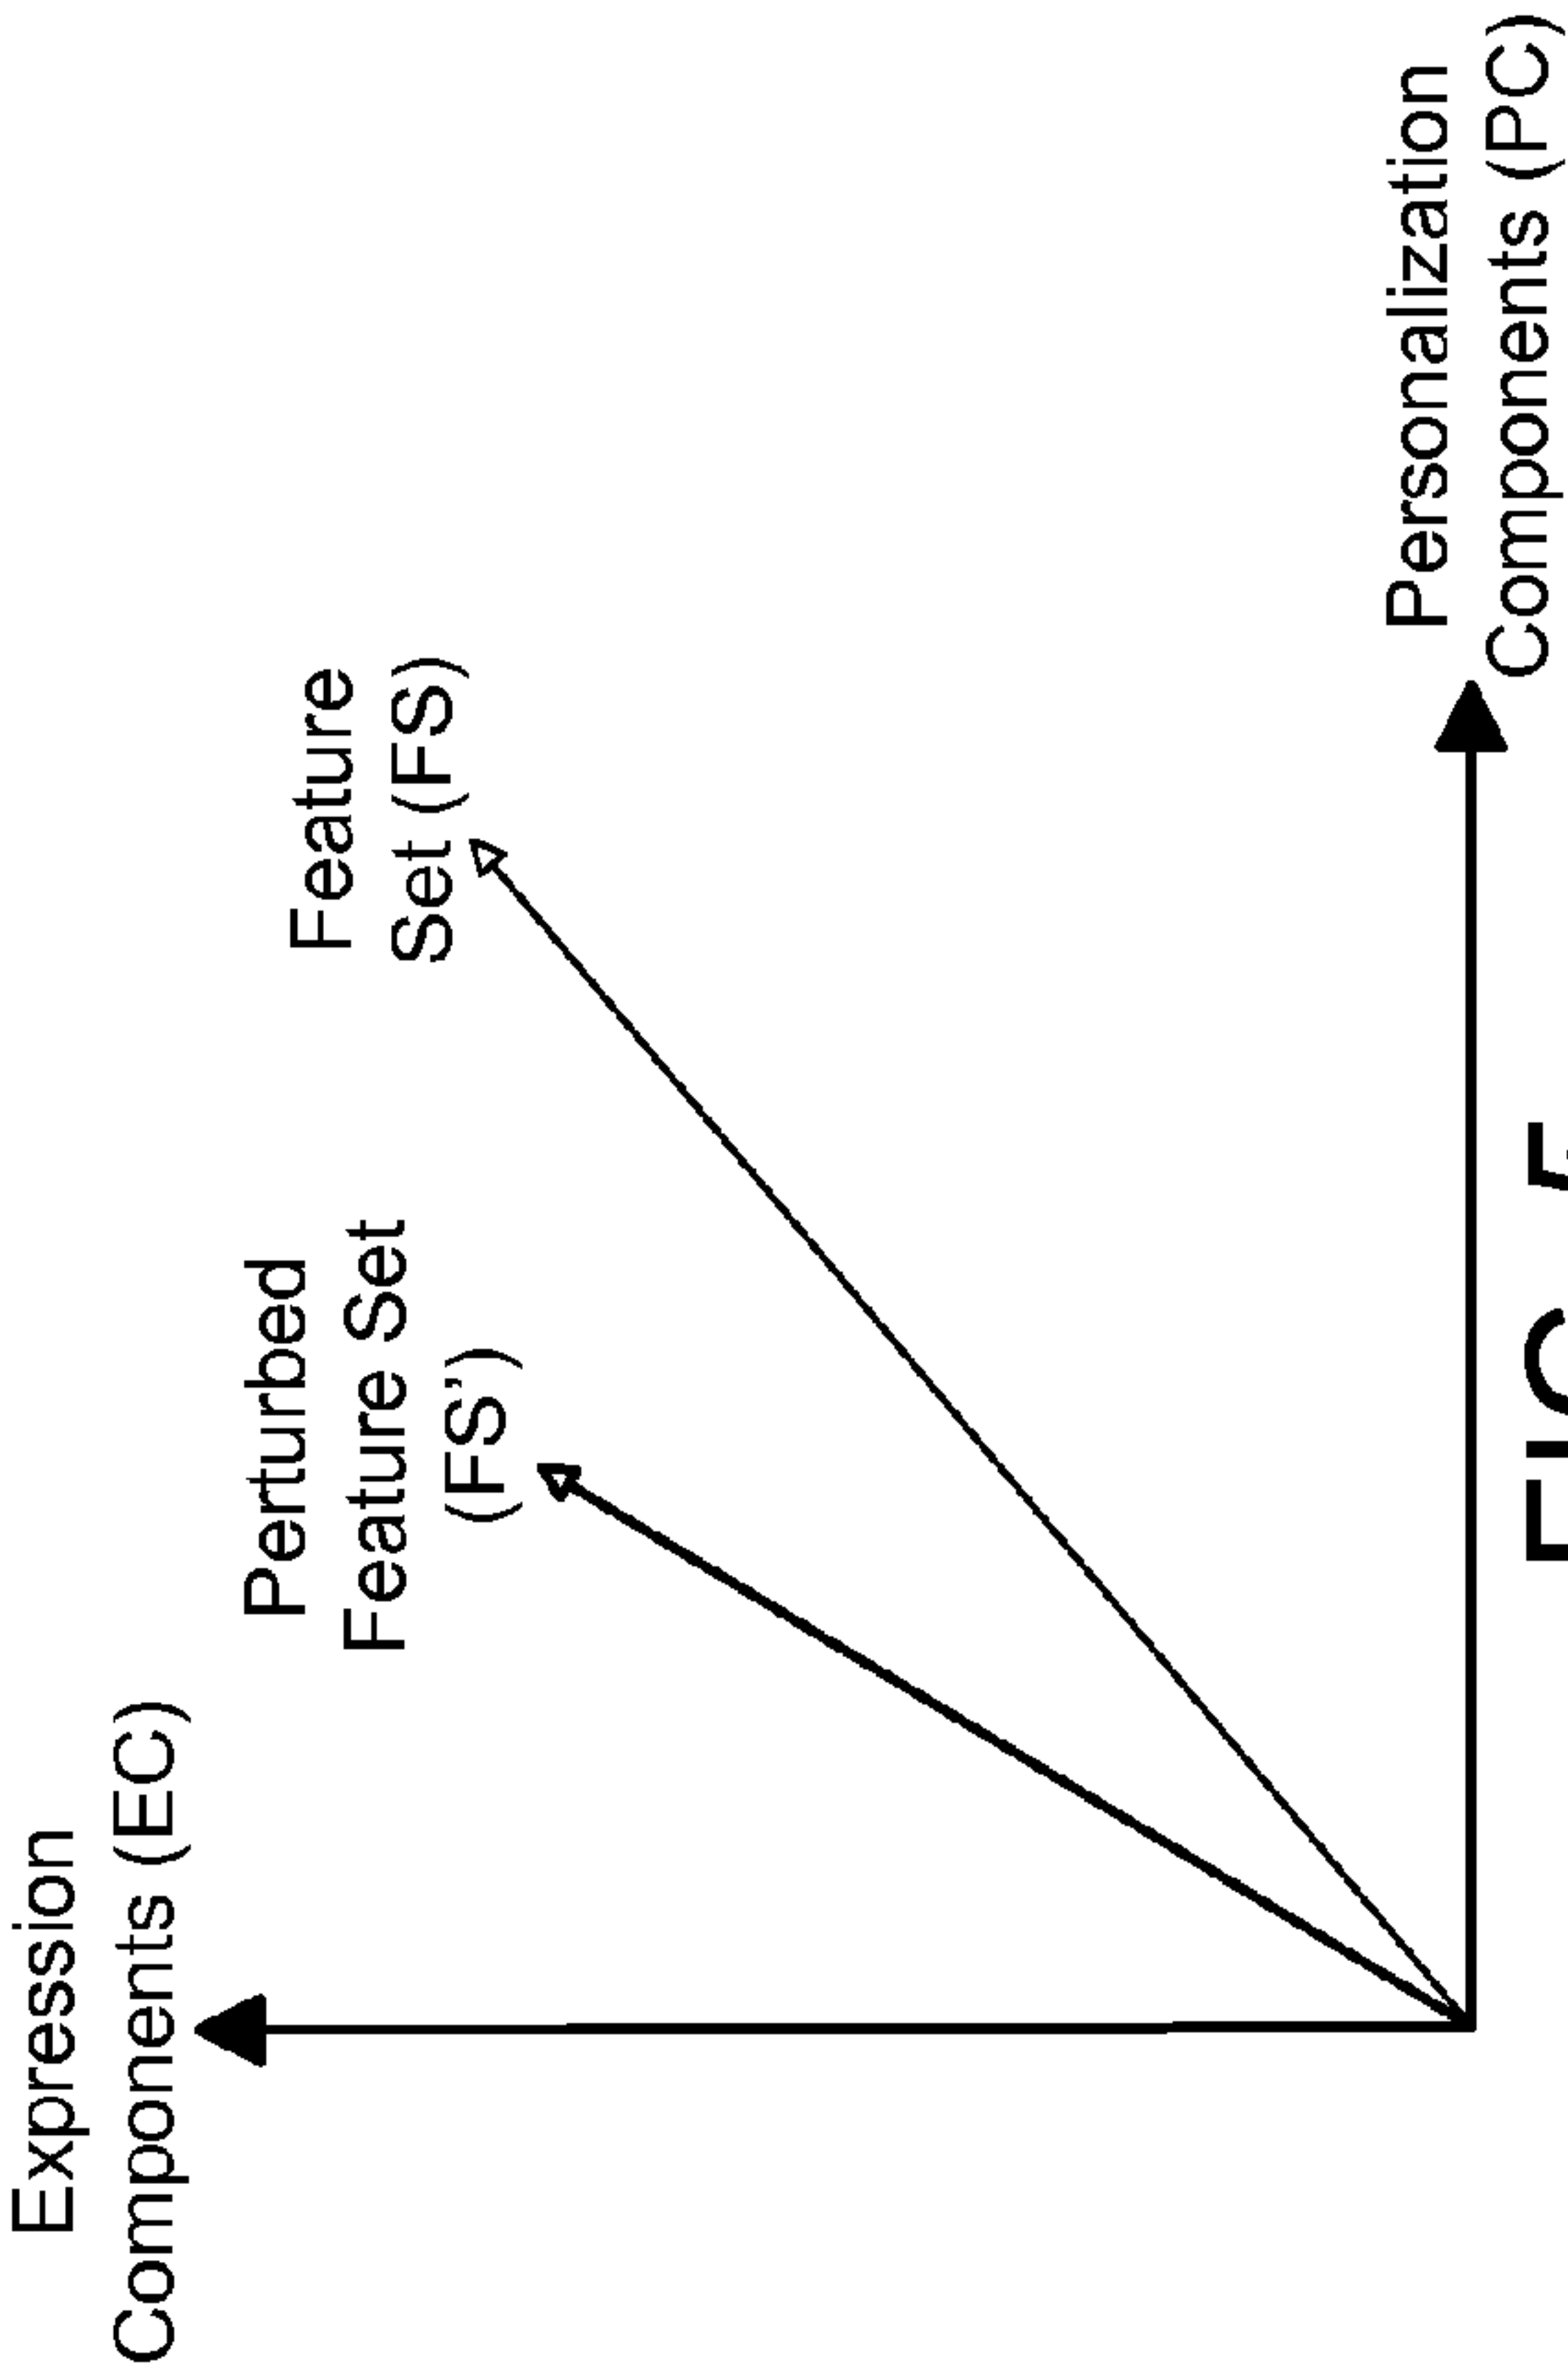 Expression
Components (EC)
Perturbed
Feature Set
(FS’)
Feature
Set (FS)
Personalization
Components (PC)